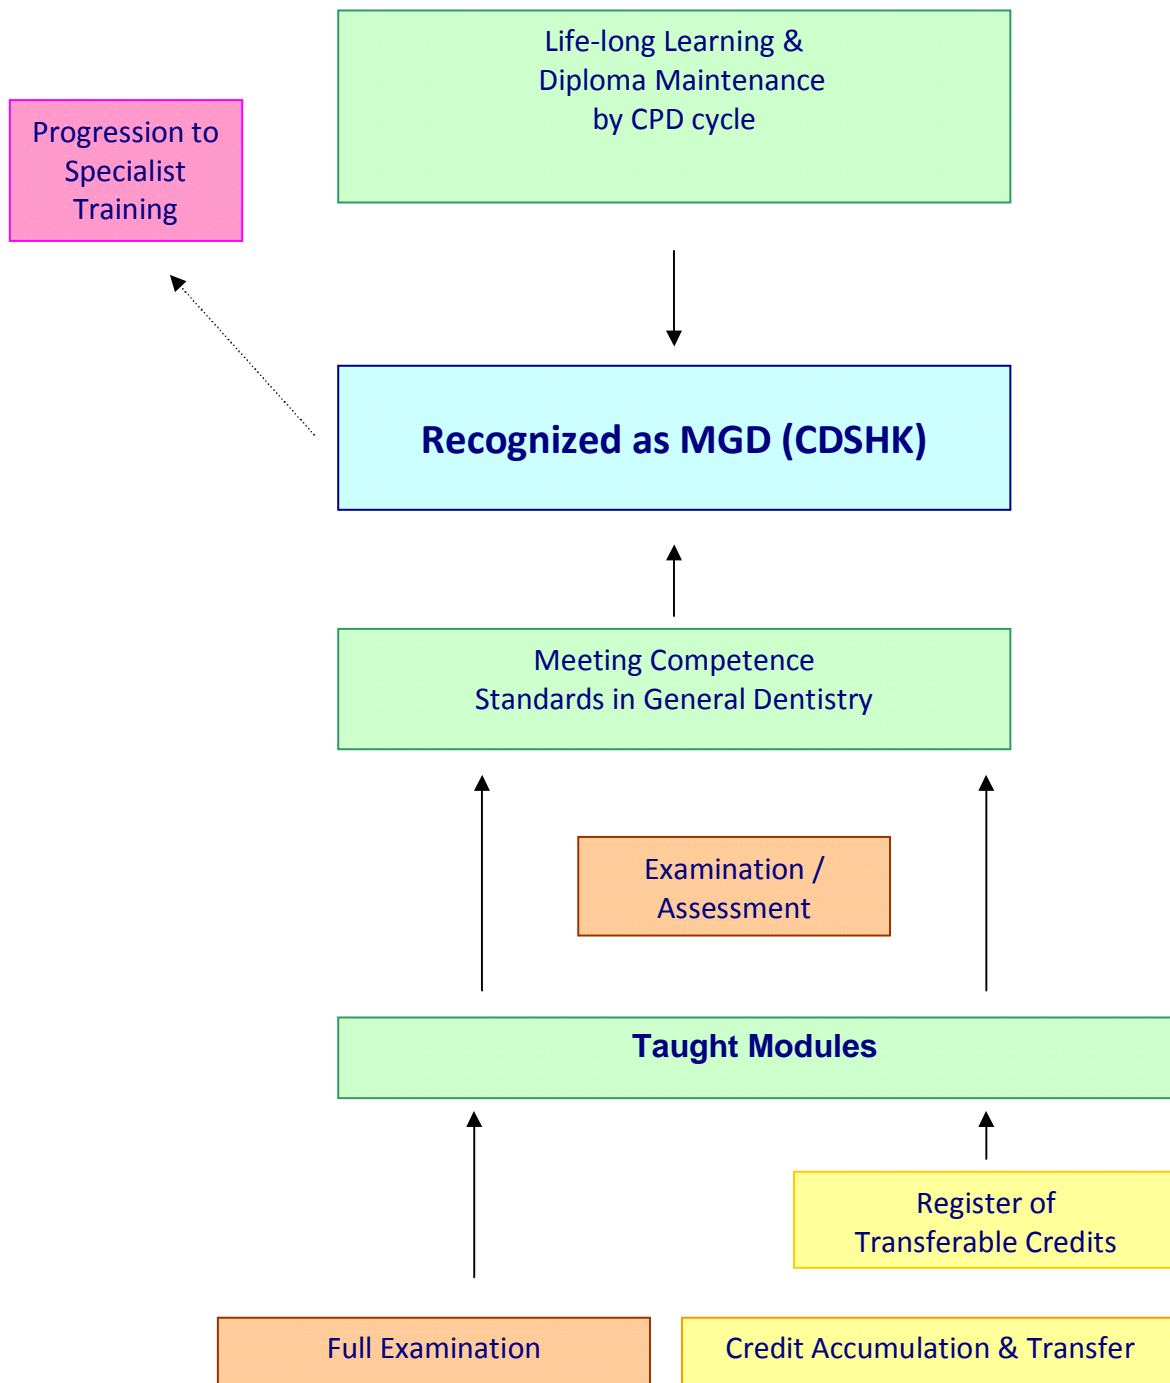 Life-long Learning &
Diploma Maintenance
by CPD cycle
Progression to
Specialist
Training
Recognized as MGD (CDSHK)
Meeting Competence
Standards in General Dentistry
Examination /
Assessment
Taught Modules
Register of
Transferable Credits
Full Examination
Credit Accumulation & Transfer